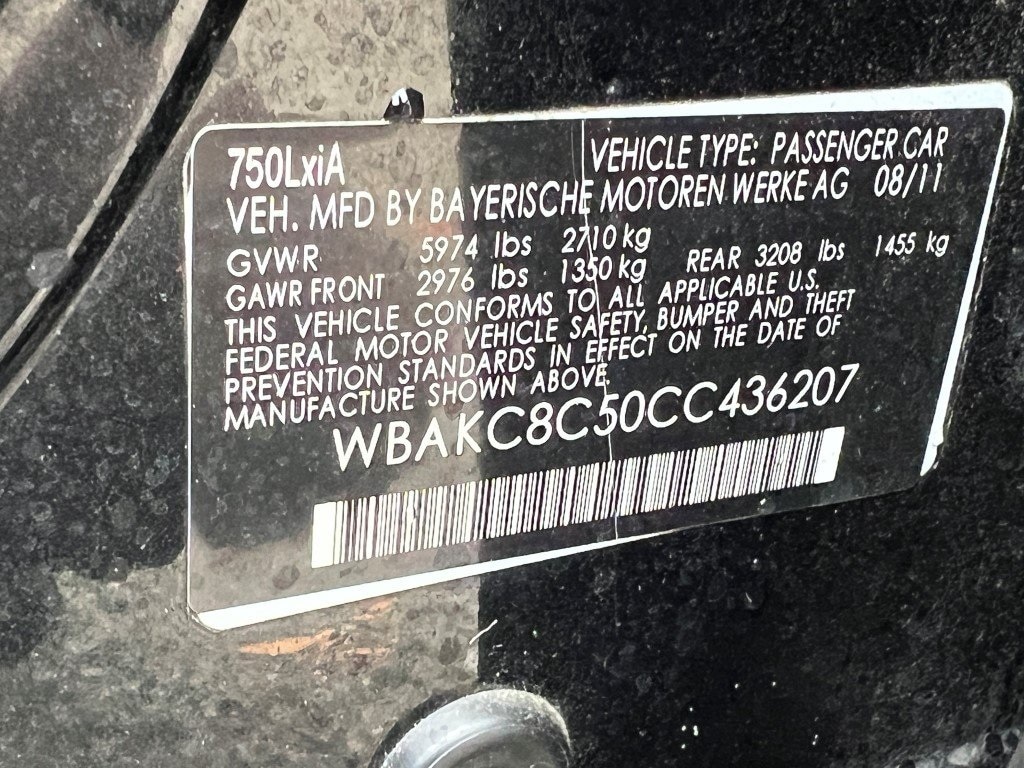 750LxiA VEHICLE TYPE: PASSENGER CAR
VEH. MFD BY BAYERISCHE MOTOREN WERKE AG 08/11
GVWR 5974 lbs 2710 kg
GAWR FRONT 2976 lbs 1350 kg REAR 3208 lbs 1455 kg
THIS VEHICLE CONFORMS TO ALL APPLICABLE U.S.
FEDERAL MOTOR VEHICLE SAFETY, BUMPER AND THEFT
PREVENTION STANDARDS IN EFFECT ON THE DATE OF
MANUFACTURE SHOWN ABOVE.
WBAKC8C50CC436207